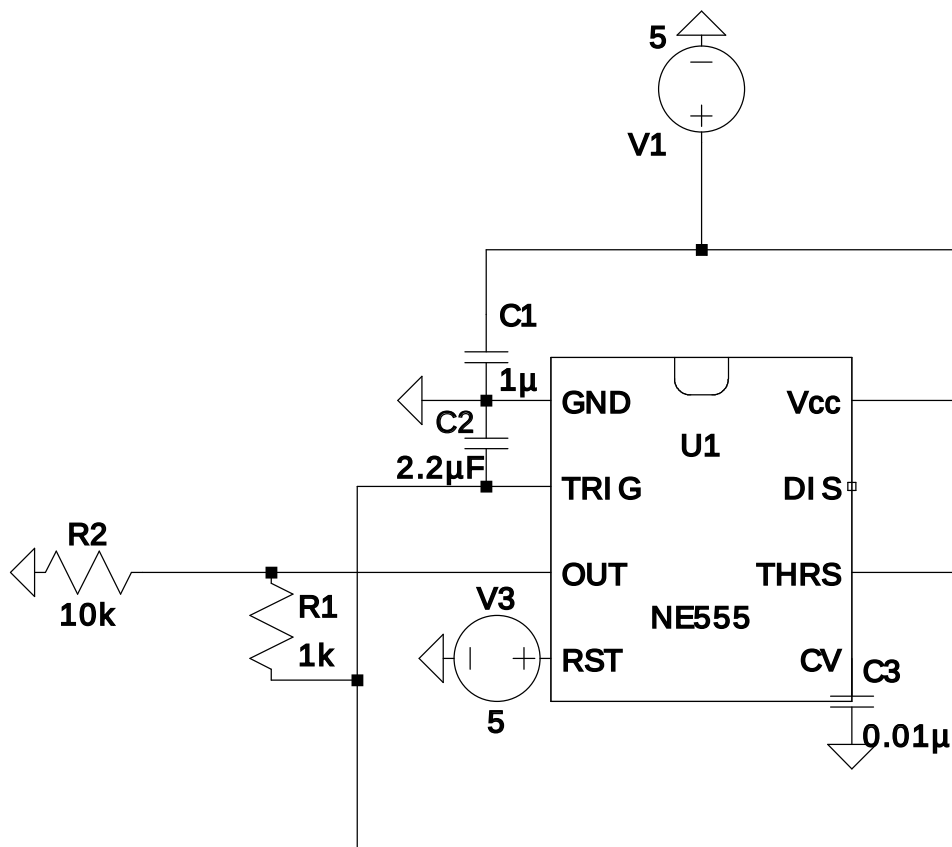 5
V1
C1
1µ
GND
Vcc
C2
U1
2.2µF
TRIG
DIS
R2
OUT
THRS
10k
R1
V3
NE555
1k
RST
CV
C3
5
0.01µ